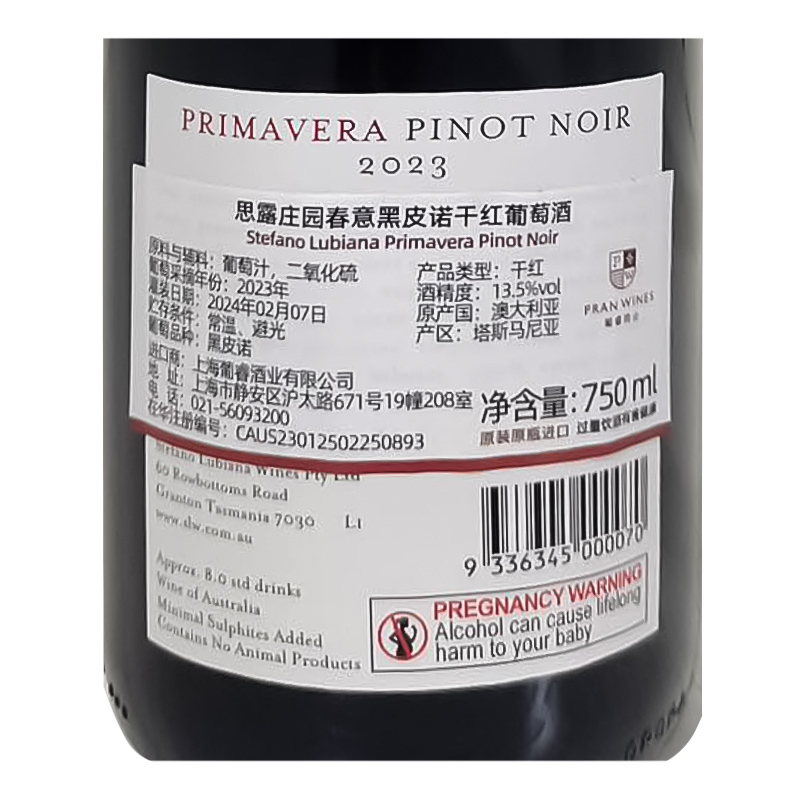 PRIMAVERA PINOT NOIR
2023
思露庄园春意黑皮诺干红葡萄酒
Stefano Lubiana Primavera Pinot Noir
原料与辅料：葡萄汁，二氧化硫
葡萄采摘年份：2023年
灌装日期：2024年02月07日
贮存条件：常温、避光
葡萄品种：黑皮诺
产品类型：干红
酒精度：13.5%vol
原产国：澳大利亚
产区：塔斯马尼亚
P W
PRAN WINES
葡睿酒业
进口商：上海葡睿酒业有限公司
地 址：上海市静安区沪太路671号19幢208室
电 话：021-56093200
在华注册编号：CAUS23012502250893
净含量：750ml
原装原瓶进口 过量饮酒有害健康
Stefano Lubiana Wines Pty Ltd
60 Rowbottoms Road
Granton Tasmania 7030 L1
www.slw.com.au
Approx. 8.0 std drinks
Wine of Australia
Minimal Sulphites Added
Contains No Animal Products
9 336345 000070
PREGNANCY WARNING
Alcohol can cause lifelong
harm to your baby